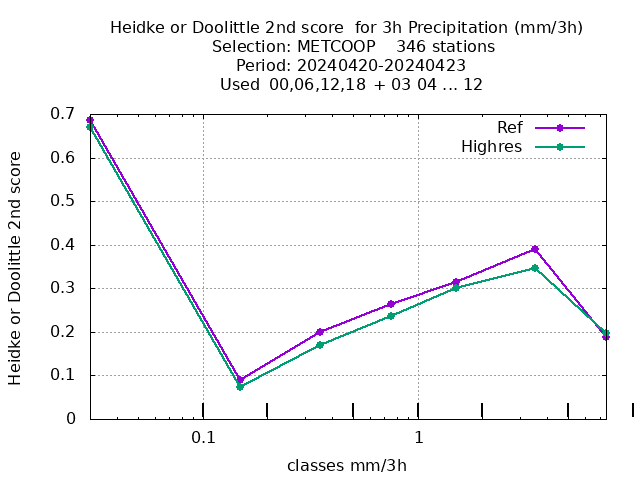 Heidke or Doolittle 2nd score  for 3h Precipitation (mm/3h)
Selection: METCOOP    346 stations
Period: 20240420-20240423
Used 00,06,12,18 + 03 04 ... 12
Ref
Highres
Heidke or Doolittle 2nd score
0.7
0.6
0.5
0.4
0.3
0.2
0.1
0
0.1 1
classes mm/3h